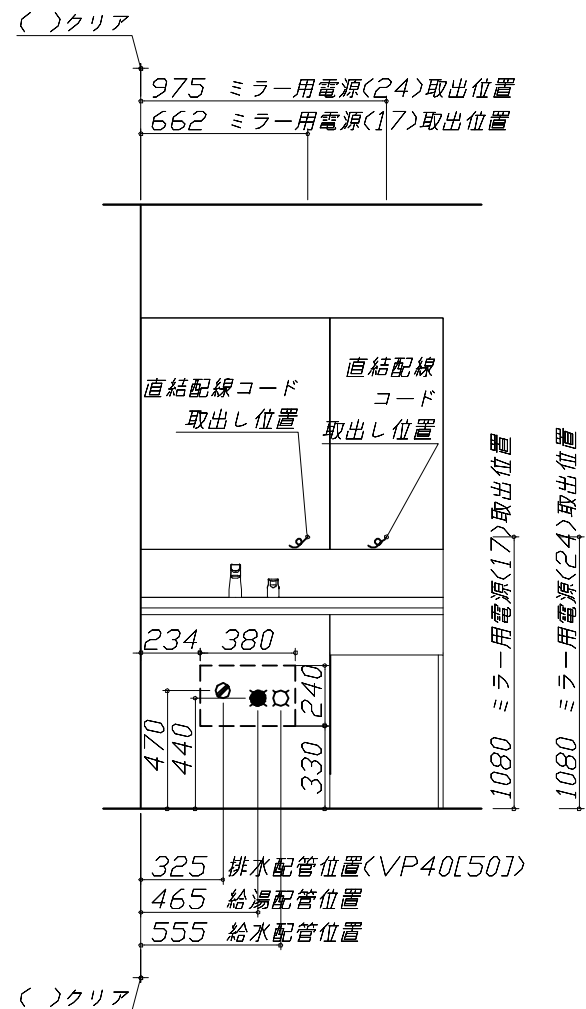 ( )クリア
975 ミラー用電源(24)取出位置
662 ミラー用電源(17)取出位置
直結配線コード
取出し位置
直結配線
コード
取出し位置
1080 ミラー用電源(17)取出位置
1080 ミラー用電源(24)取出位置
234
380
240
330
470
440
325 排水配管位置(VP40[50])
465 給湯配管位置
555 給水配管位置
( )クリア